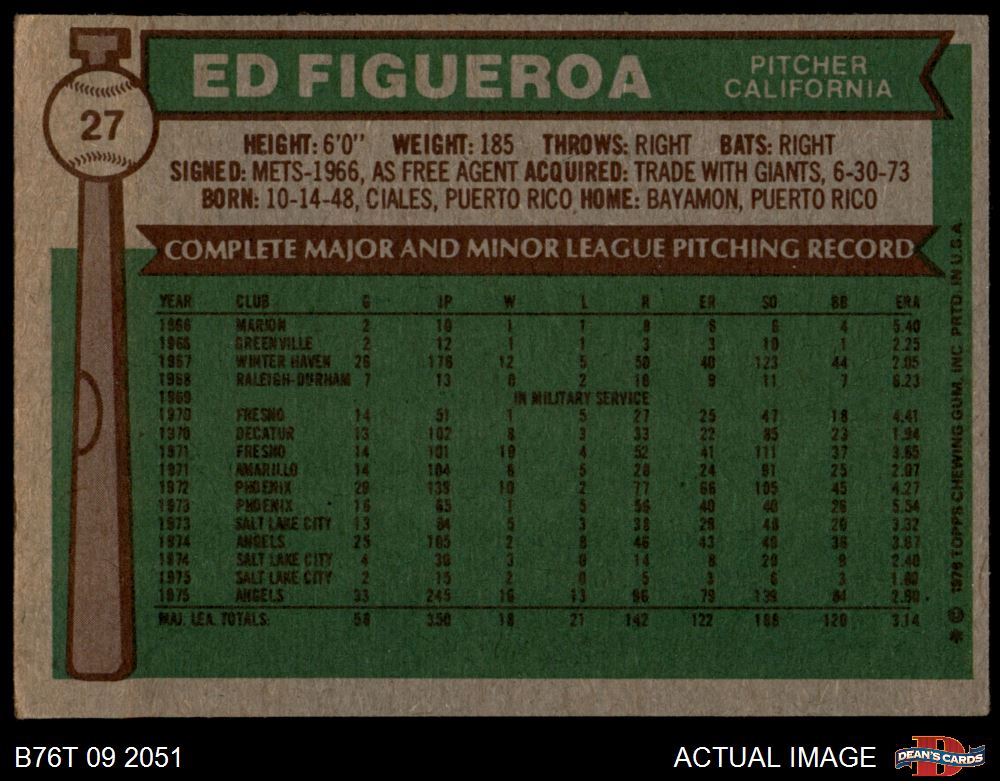 27
ED FIGUEROA
PITCHER
CALIFORNIA
HEIGHT: 6'0" WEIGHT: 185 THROWS: RIGHT BATS: RIGHT
SIGNED: METS-1966, AS FREE AGENT ACQUIRED: TRADE WITH GIANTS, 6-30-73
BORN: 10-14-48, CIALES, PUERTO RICO HOME: BAYAMON, PUERTO RICO
COMPLETE MAJOR AND MINOR LEAGUE PITCHING RECORD
YEAR CLUB G IP W L R ER SO BB ERA
1966 MARION 2 10 1 1 8 6 6 4 5.40
1966 GREENVILLE 2 12 1 1 3 3 10 1 2.25
1967 WINTER HAVEN 26 176 12 5 50 40 123 44 2.05
1968 RALEIGH-DURHAM 7 13 0 2 10 9 11 7 6.23
1969 IN MILITARY SERVICE
1970 FRESNO 14 51 1 5 27 25 47 18 4.41
1970 DECATUR 13 102 8 3 33 22 85 23 1.94
1971 FRESNO 14 101 10 4 52 41 111 37 3.65
1971 AMARILLO 14 104 6 5 28 24 91 25 2.07
1972 PHOENIX 29 139 10 2 77 66 105 45 4.27
1973 PHOENIX 16 65 1 5 56 40 40 26 5.54
1973 SALT LAKE CITY 13 84 5 3 38 40 20 3.32
1974 ANGELS 25 105 2 8 46 43 49 36 3.67
1974 SALT LAKE CITY 4 30 3 0 14 8 20 9 2.40
1975 SALT LAKE CITY 2 15 2 0 5 3 6 3 1.80
1975 ANGELS 33 245 16 13 96 79 139 84 2.90
MAJ. LEA. TOTALS: 58 350 18 21 142 122 188 120 3.14
* © 1976 TOPPS CHEWING GUM, INC. PRTD. IN U.S.A.
B76T 09 2051
ACTUAL IMAGE
D
DEAN'S CARDS